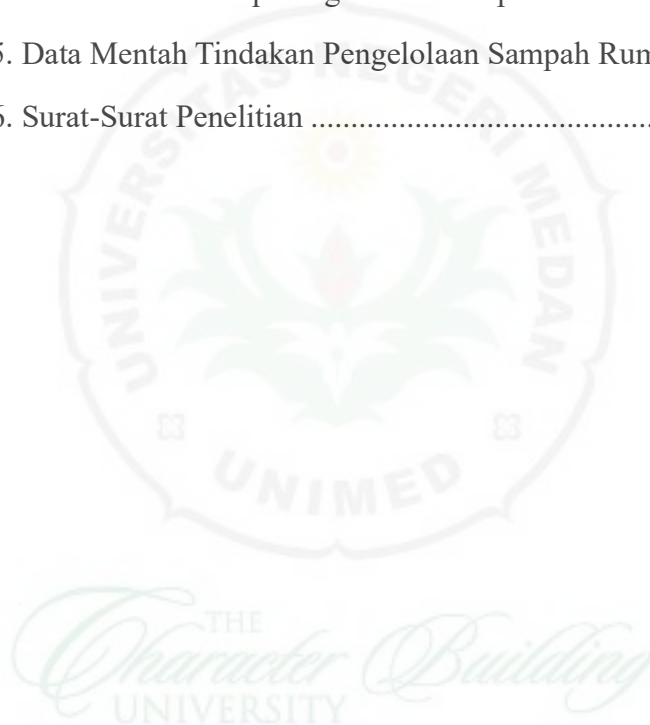 5. Data Mentah Tindakan Pengelolaan Sampah Rum
6. Surat-Surat Penelitian ........................................
UNIVERSITAS NEGERI MEDAN
UNIMED
THE
Character Building
UNIVERSITY